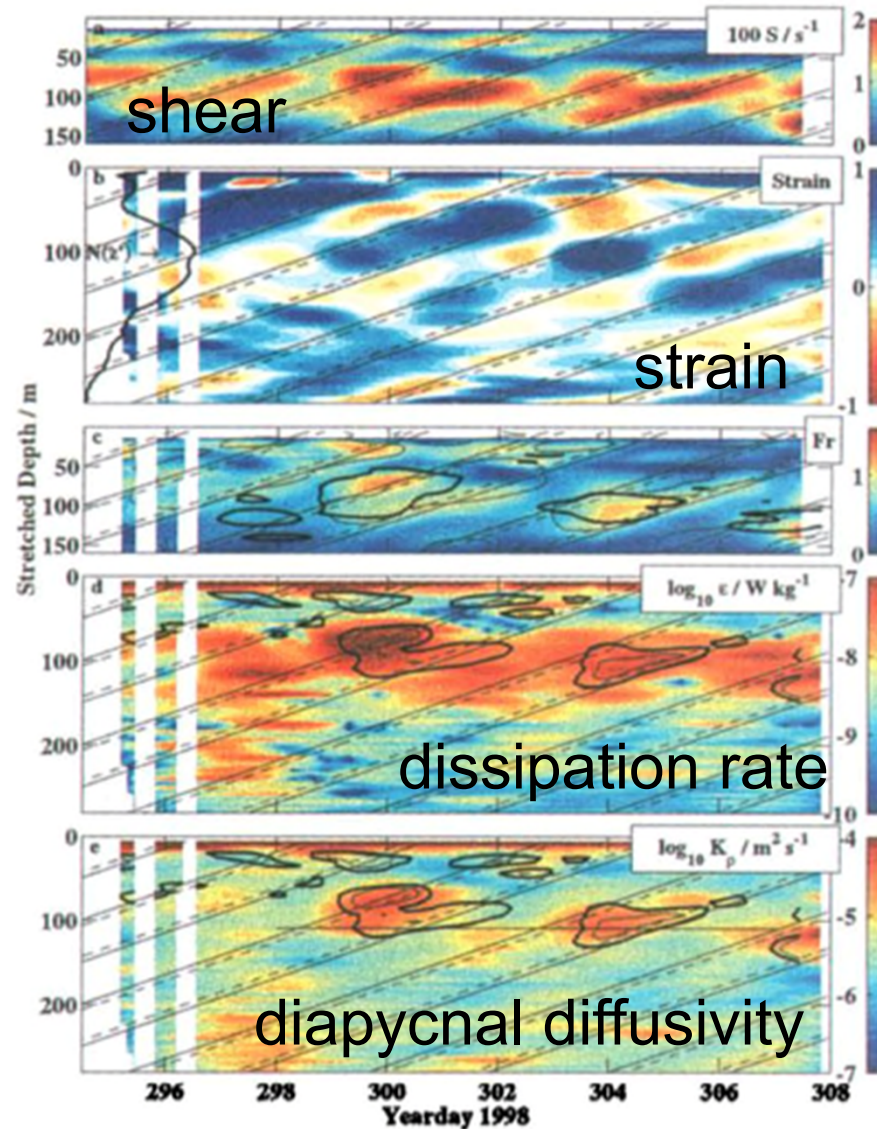 a
100 S / s⁻¹
2
50
1
100
shear
150
0
0
b
Strain
1
100
N(z') →
0
200
strain
-1
Stretched Depth / m
c
Fr
50
1
100
150
0
0
d
log₁₀ ε / W kg⁻¹
-7
100
-8
200
-9
dissipation rate
-10
0
e
log₁₀ Kρ / m² s⁻¹
-4
100
-5
200
-6
diapycnal diffusivity
-7
296 298 300 302 304 306 308
Yearday 1998